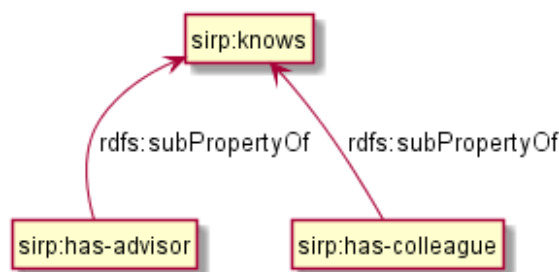 sirp:knows
rdfs:subPropertyOf
rdfs:subPropertyOf
sirp:has-advisor
sirp:has-colleague